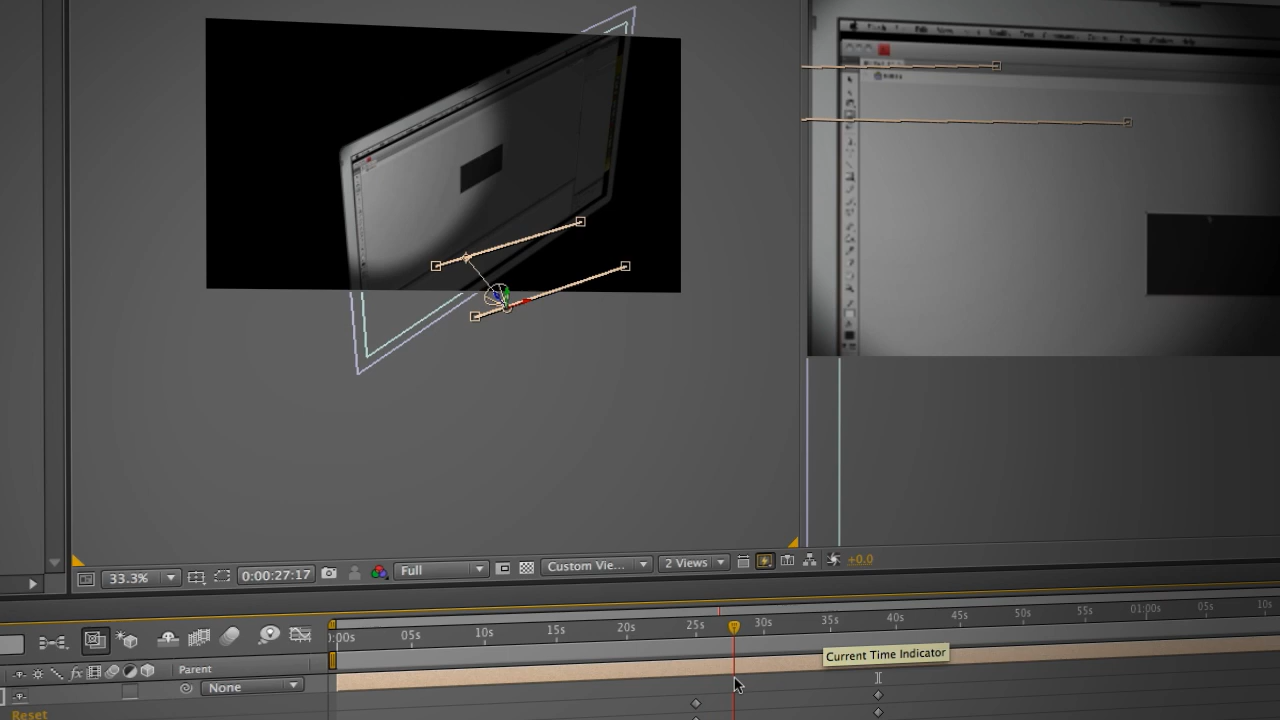 33.3%
0:00:27:17
Full
Custom Vie...
2 Views
+0.0
):00s
05s
10s
15s
20s
25s
30s
35s
40s
45s
50s
55s
01:00s
05s
10s
Current Time Indicator
Parent
None
Reset